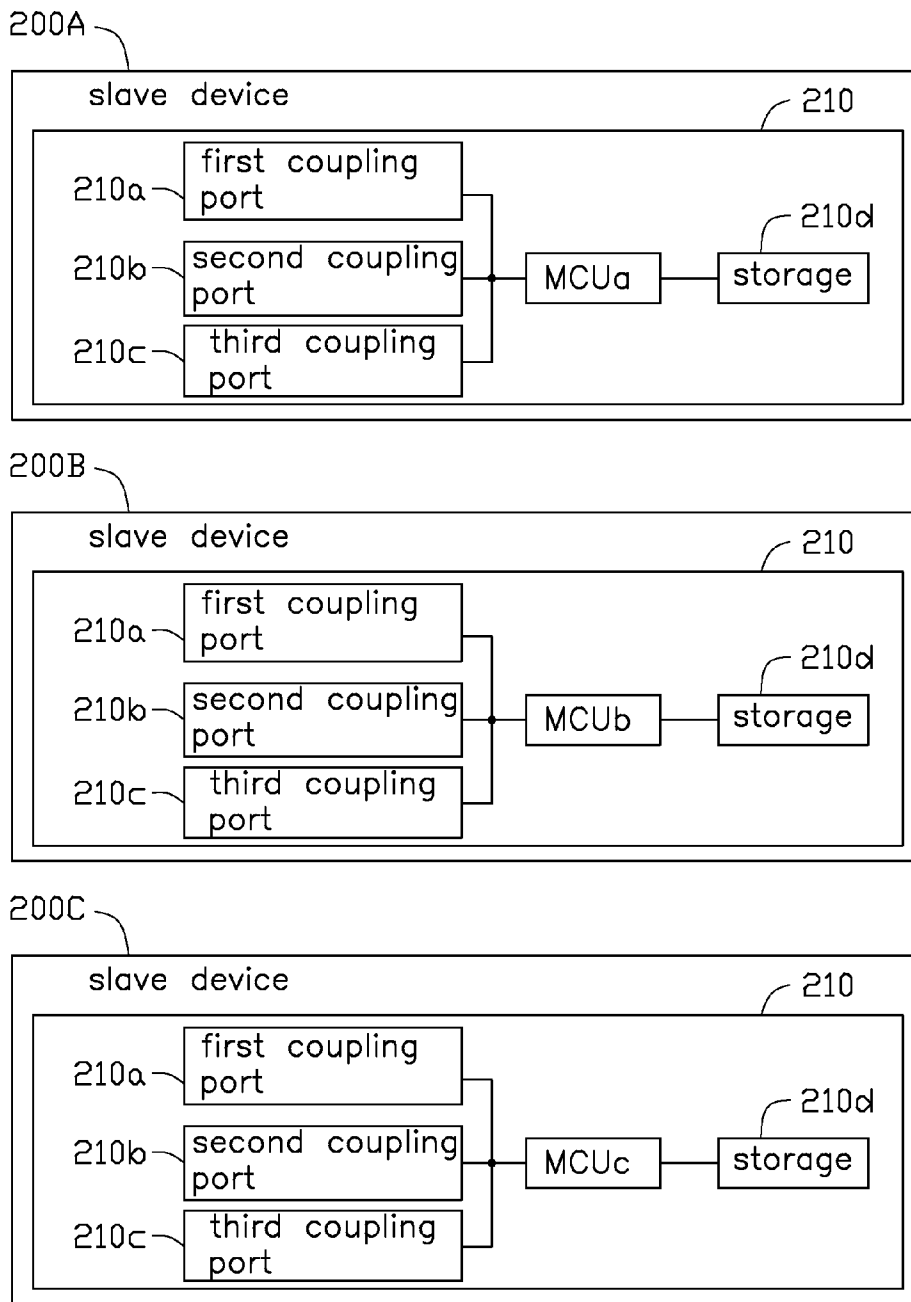 200A
slave device
210
first coupling
port
210a
210d
second coupling
port
210b
MCUa
storage
third coupling
port
210c
200B
slave device
210
first coupling
port
210a
210d
second coupling
port
210b
MCUb
storage
third coupling
port
210c
200C
slave device
210
first coupling
port
210a
210d
second coupling
port
210b
MCUc
storage
third coupling
port
210c